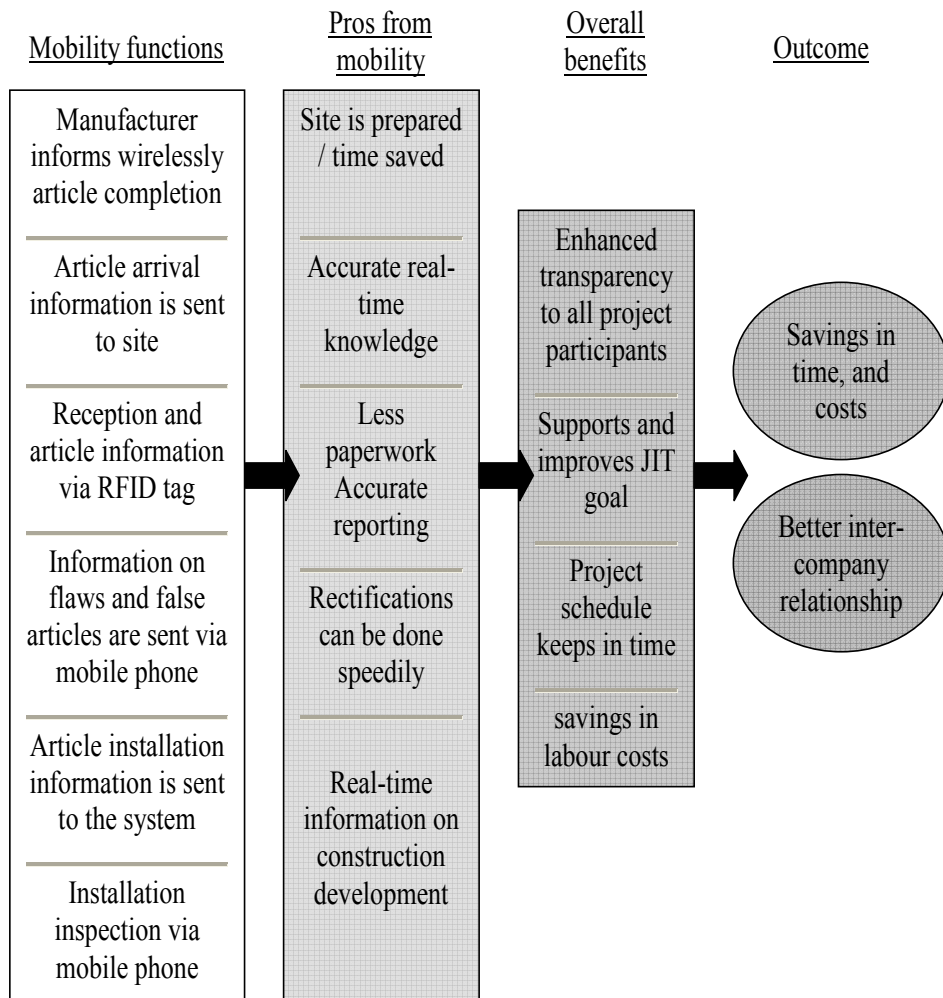 Mobility functions
Manufacturer
informs wirelessly
article completion
Article arrival
information is sent
to site
Reception and
article information
via RFID tag
Information on
flaws and false
articles are sent via
mobile phone
Article installation
information is sent
to the system
Installation
inspection via
mobile phone
Pros from
mobility
Site is prepared
/ time saved
Accurate real-
time
knowledge
Less
paperwork
Accurate
reporting
Rectifications
can be done
speedily
Real-time
information on
construction
development
Overall
benefits
Enhanced
transparency
to all project
participants
Supports and
improves JIT
goal
Project
schedule
keeps in time
savings in
labour costs
Outcome
Savings in
time, and
costs
Better inter-
company
relationship